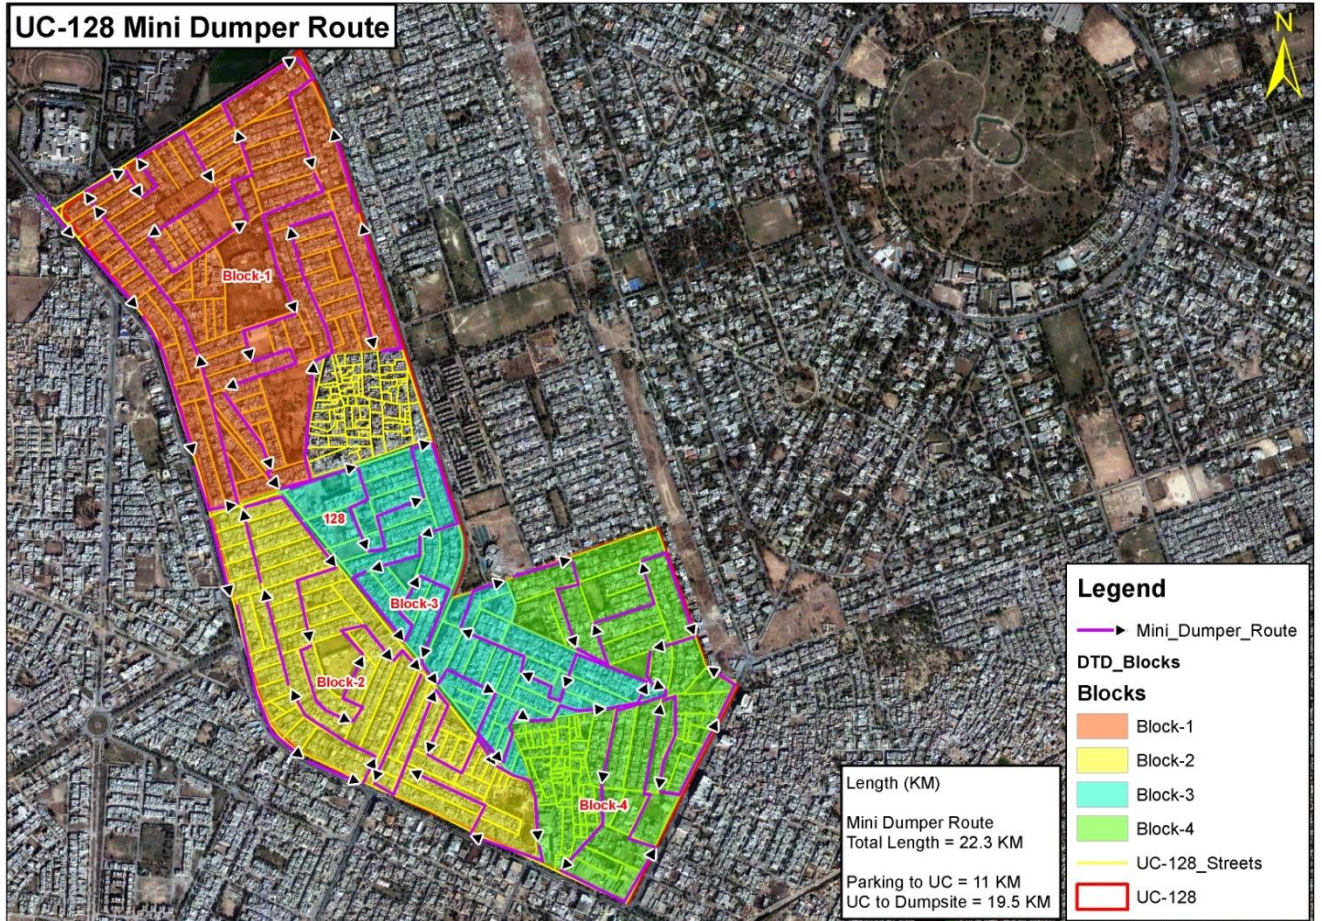 UC-128 Mini Dumper Route
N
Block-1
128
Block-3
Block-2
Block-4
Length (KM)
Mini Dumper Route
Total Length = 22.3 KM
Parking to UC = 11 KM
UC to Dumpsite = 19.5 KM
Legend
Mini_Dumper_Route
DTD_Blocks
Blocks
Block-1
Block-2
Block-3
Block-4
UC-128_Streets
UC-128